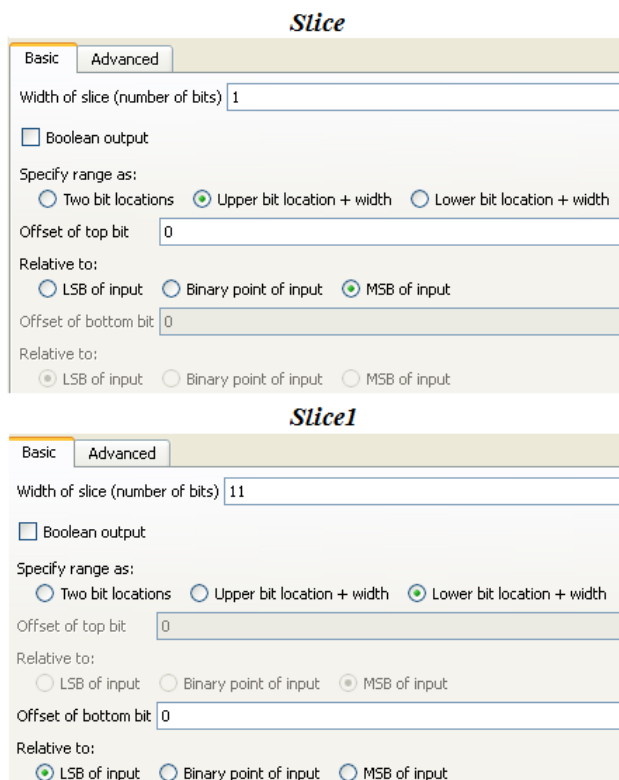 Slice
Basic Advanced
Width of slice (number of bits) 1
Boolean output
Specify range as:
Two bit locations Upper bit location + width Lower bit location + width
Offset of top bit 0
Relative to:
LSB of input Binary point of input MSB of input
Offset of bottom bit 0
Relative to:
LSB of input Binary point of input MSB of input
Slice1
Basic Advanced
Width of slice (number of bits) 11
Boolean output
Specify range as:
Two bit locations Upper bit location + width Lower bit location + width
Offset of top bit 0
Relative to:
LSB of input Binary point of input MSB of input
Offset of bottom bit 0
Relative to:
LSB of input Binary point of input MSB of input